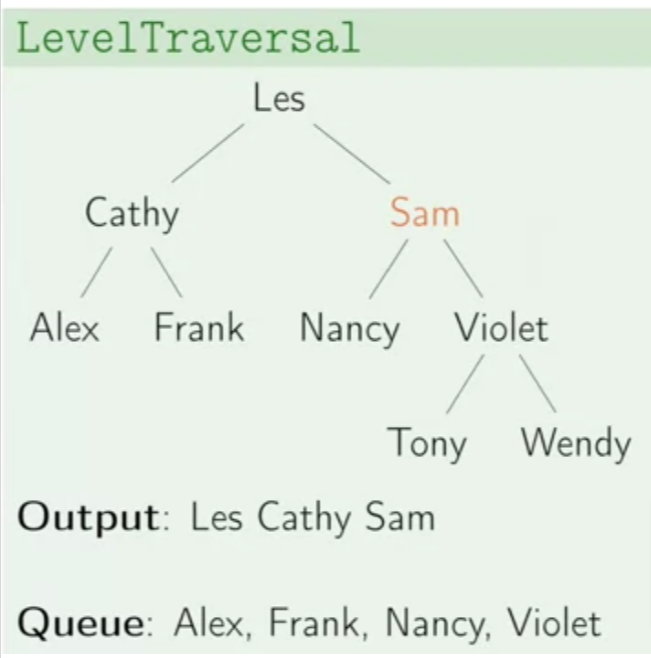 LevelTraversal
Les
Cathy Sam
Alex Frank Nancy Violet
Tony Wendy
Output: Les Cathy Sam
Queue: Alex, Frank, Nancy, Violet